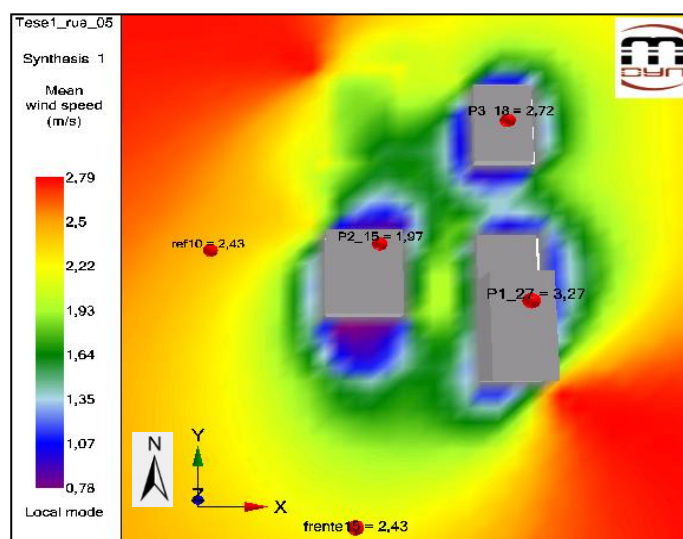 Tese1_rua_05
Synthesis 1
Mean
wind speed
(m/s)
2,79
2,5
2,22
1,93
1,64
1,35
1,07
0,78
Local mode
M
DYN
P3_18 = 2,72
ref10 = 2,43
P2_15 = 1,97
P1_27 = 3,27
N
Y
Z
X
frente15 = 2,43